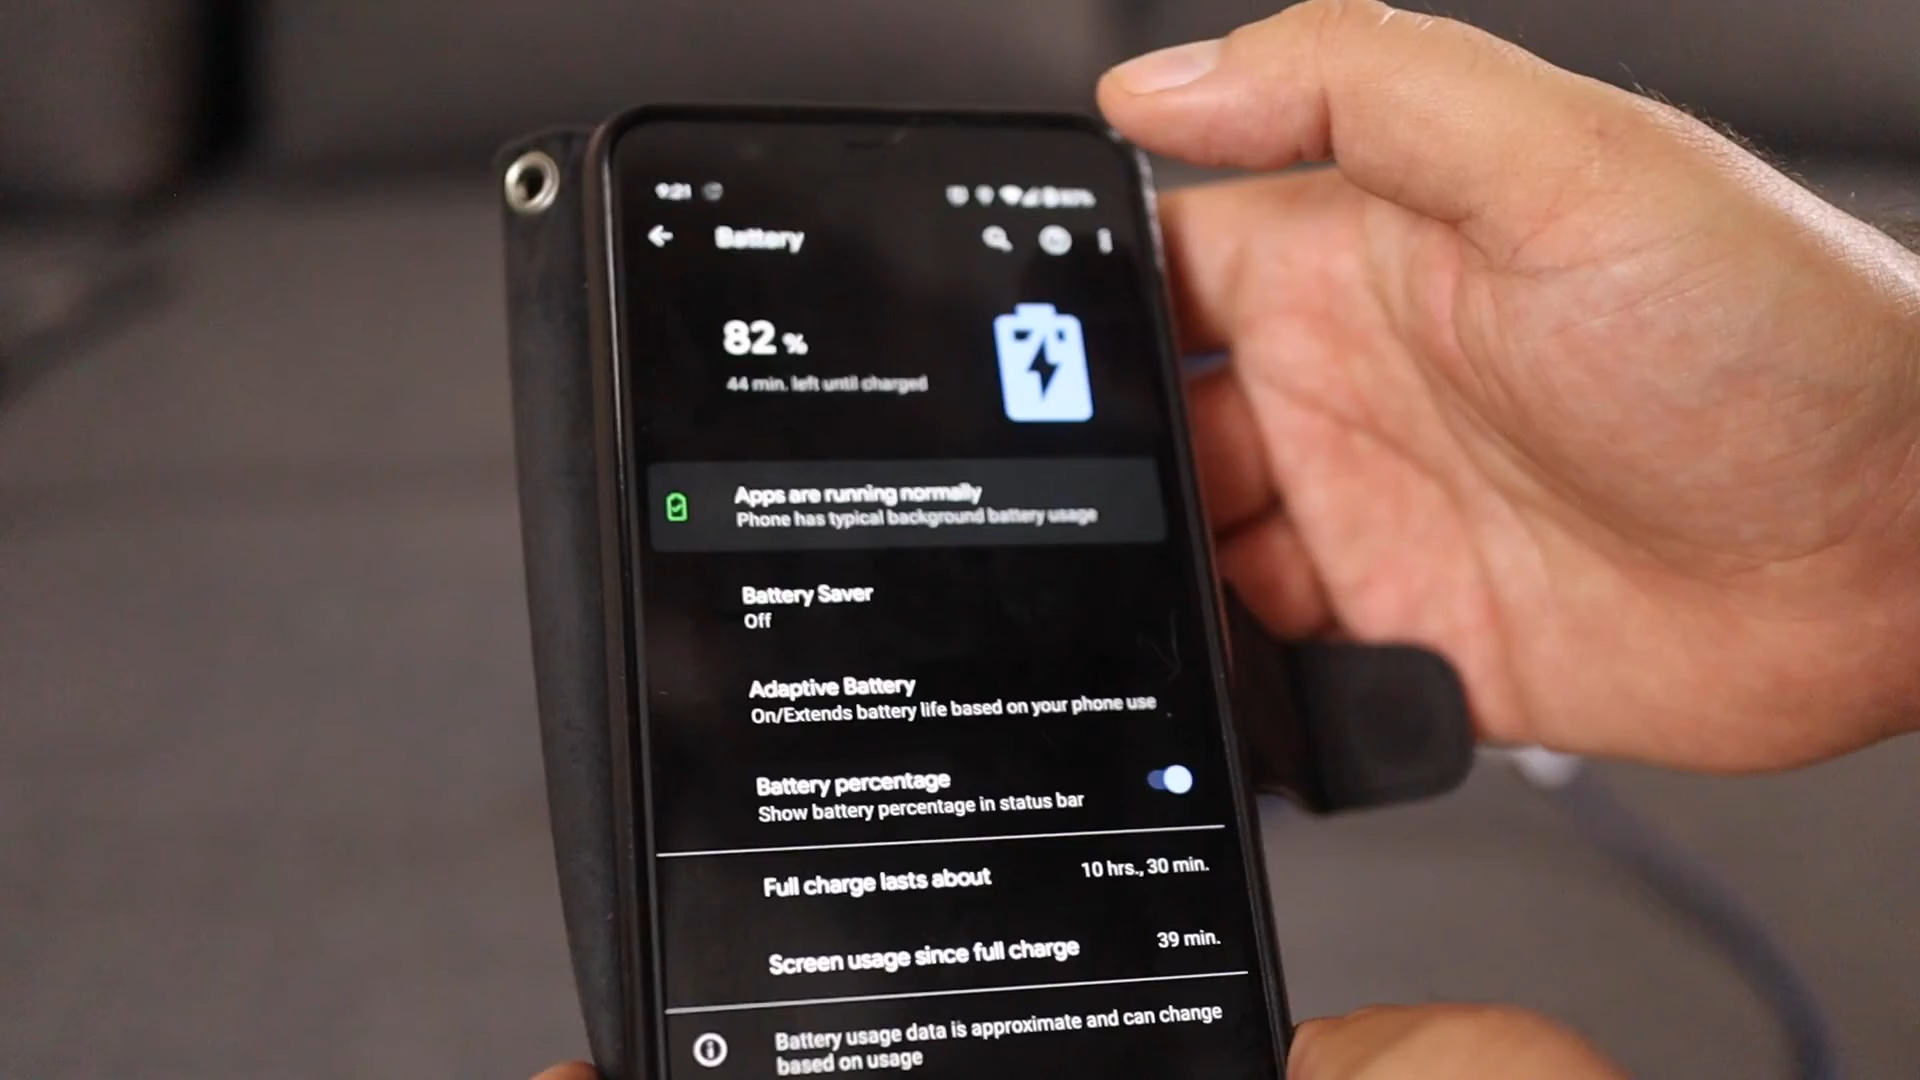 9:21
Battery
82 %
44 min. left until charged
Apps are running normally
Phone has typical background battery usage
Battery Saver
Off
Adaptive Battery
On/Extends battery life based on your phone use
Battery percentage
Show battery percentage in status bar
Full charge lasts about 10 hrs., 30 min.
Screen usage since full charge 39 min.
Battery usage data is approximate and can change
based on usage